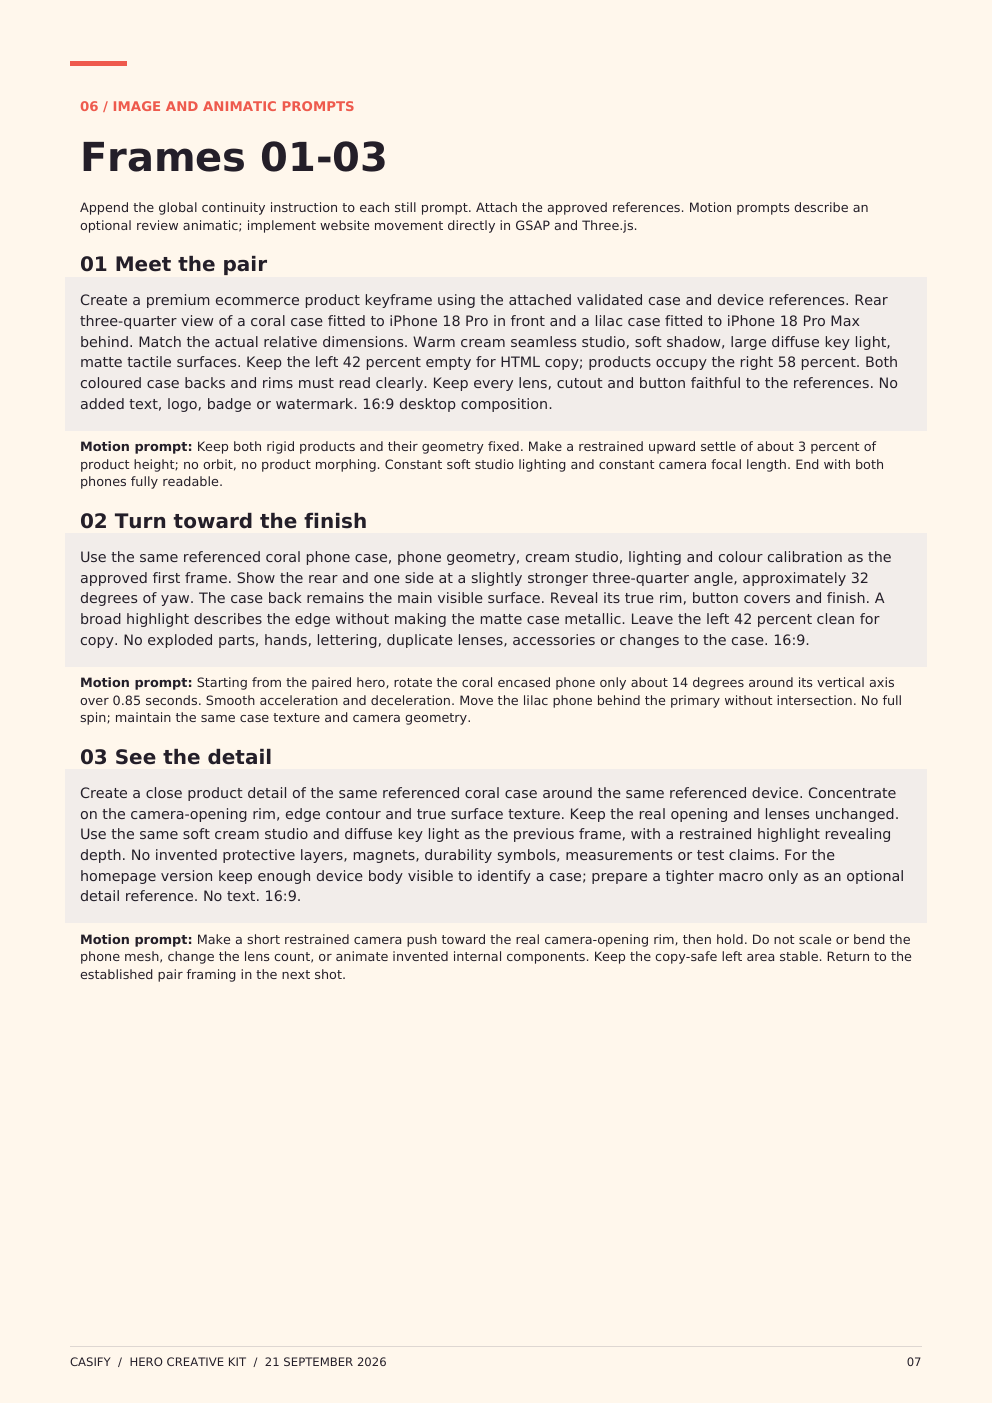 06 / IMAGE AND ANIMATIC PROMPTS
Frames 01-03
Append the global continuity instruction to each still prompt. Attach the approved references. Motion prompts describe an
optional review animatic; implement website movement directly in GSAP and Three.js.
01 Meet the pair
Create a premium ecommerce product keyframe using the attached validated case and device references. Rear
three-quarter view of a coral case fitted to iPhone 18 Pro in front and a lilac case fitted to iPhone 18 Pro Max
behind. Match the actual relative dimensions. Warm cream seamless studio, soft shadow, large diffuse key light,
matte tactile surfaces. Keep the left 42 percent empty for HTML copy; products occupy the right 58 percent. Both
coloured case backs and rims must read clearly. Keep every lens, cutout and button faithful to the references. No
added text, logo, badge or watermark. 16:9 desktop composition.
Motion prompt: Keep both rigid products and their geometry fixed. Make a restrained upward settle of about 3 percent of
product height; no orbit, no product morphing. Constant soft studio lighting and constant camera focal length. End with both
phones fully readable.
02 Turn toward the finish
Use the same referenced coral phone case, phone geometry, cream studio, lighting and colour calibration as the
approved first frame. Show the rear and one side at a slightly stronger three-quarter angle, approximately 32
degrees of yaw. The case back remains the main visible surface. Reveal its true rim, button covers and finish. A
broad highlight describes the edge without making the matte case metallic. Leave the left 42 percent clean for
copy. No exploded parts, hands, lettering, duplicate lenses, accessories or changes to the case. 16:9.
Motion prompt: Starting from the paired hero, rotate the coral encased phone only about 14 degrees around its vertical axis
over 0.85 seconds. Smooth acceleration and deceleration. Move the lilac phone behind the primary without intersection. No full
spin; maintain the same case texture and camera geometry.
03 See the detail
Create a close product detail of the same referenced coral case around the same referenced device. Concentrate
on the camera-opening rim, edge contour and true surface texture. Keep the real opening and lenses unchanged.
Use the same soft cream studio and diffuse key light as the previous frame, with a restrained highlight revealing
depth. No invented protective layers, magnets, durability symbols, measurements or test claims. For the
homepage version keep enough device body visible to identify a case; prepare a tighter macro only as an optional
detail reference. No text. 16:9.
Motion prompt: Make a short restrained camera push toward the real camera-opening rim, then hold. Do not scale or bend the
phone mesh, change the lens count, or animate invented internal components. Keep the copy-safe left area stable. Return to the
established pair framing in the next shot.
CASIFY / HERO CREATIVE KIT / 21 SEPTEMBER 2026
07